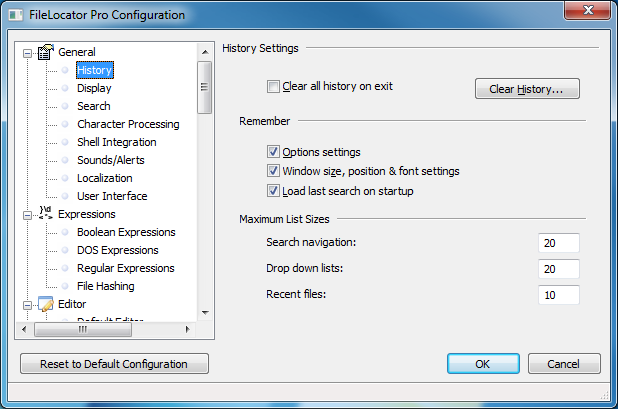 FileLocator Pro Configuration
General
History
Display
Search
Character Processing
Shell Integration
Sounds/Alerts
Localization
User Interface
Expressions
Boolean Expressions
DOS Expressions
Regular Expressions
File Hashing
Editor
Default Editor
History Settings
Clear all history on exit
Clear History...
Remember
Options settings
Window size, position & font settings
Load last search on startup
Maximum List Sizes
Search navigation: 20
Drop down lists: 20
Recent files: 10
Reset to Default Configuration
OK
Cancel